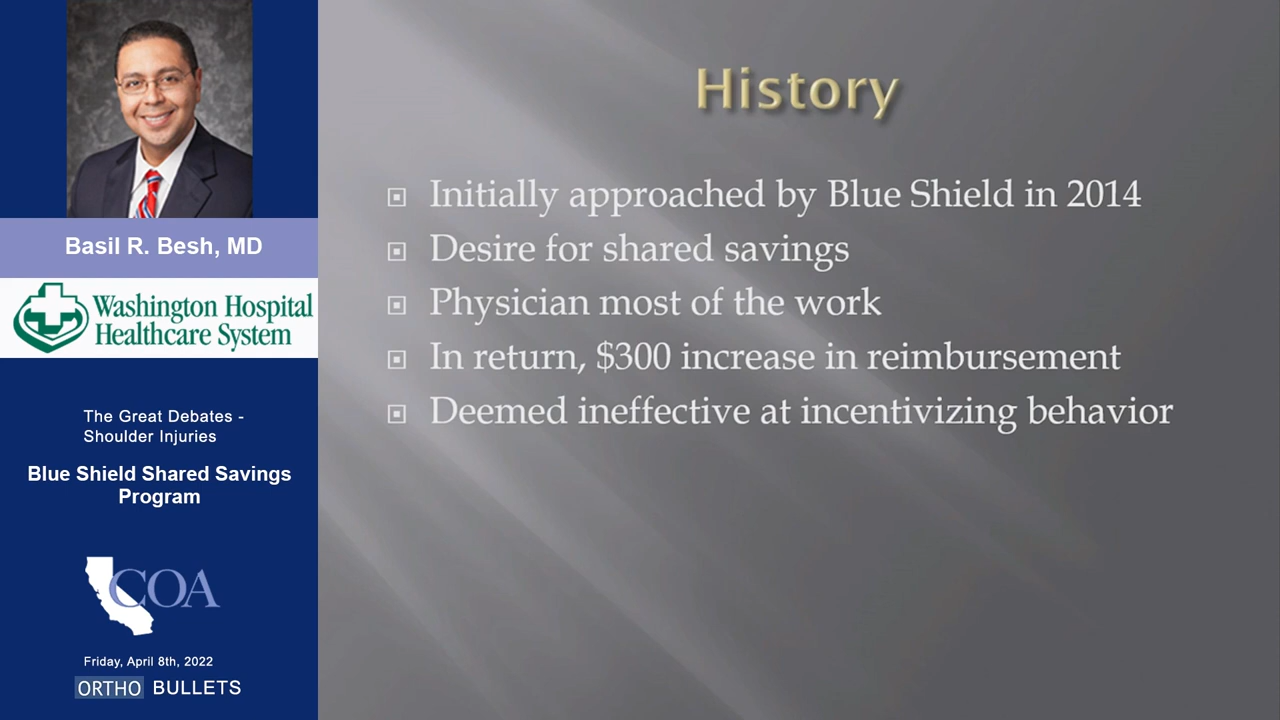 Basil R. Besh, MD
Washington Hospital
Healthcare System
The Great Debates -
Shoulder Injuries
Blue Shield Shared Savings
Program
COA
Friday, April 8th, 2022
ORTHO BULLETS
History
Initially approached by Blue Shield in 2014
Desire for shared savings
Physician most of the work
In return, $300 increase in reimbursement
Deemed ineffective at incentivizing behavior